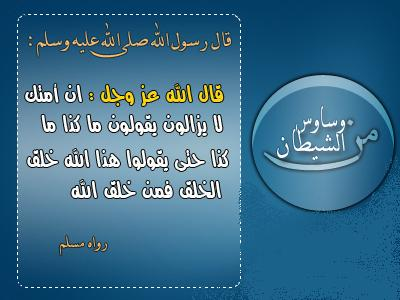 قال رسول الله صلى الله عليه وسلم :
قال الله عز وجل : ان أمتك
لا يزالون يقولون ما كذا ما
كذا حتى يقولوا هذا الله خلق
الخلق فمن خلق الله
رواه مسلم
من وساوس
الشيطان